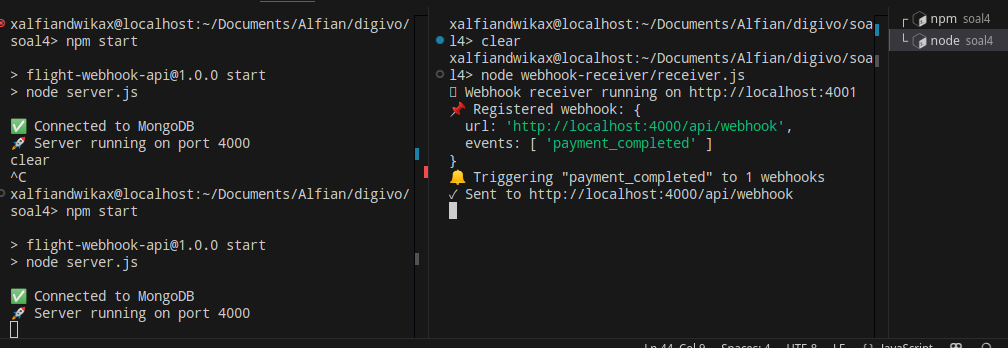 xalfiandwikax@localhost:~/Documents/Alfian/digivo/
soal4> npm start
> flight-webhook-api@1.0.0 start
> node server.js
✅ Connected to MongoDB
🚀 Server running on port 4000
clear
^C
xalfiandwikax@localhost:~/Documents/Alfian/digivo/
soal4> npm start
> flight-webhook-api@1.0.0 start
> node server.js
✅ Connected to MongoDB
🚀 Server running on port 4000
xalfiandwikax@localhost:~/Documents/Alfian/digivo/soa
l4> clear
xalfiandwikax@localhost:~/Documents/Alfian/digivo/soa
l4> node webhook-receiver/receiver.js
Webhook receiver running on http://localhost:4001
📌 Registered webhook: {
url: 'http://localhost:4000/api/webhook',
events: [ 'payment_completed' ]
}
🔔 Triggering "payment_completed" to 1 webhooks
✓ Sent to http://localhost:4000/api/webhook
npm soal4
node soal4
Ln 44, Col 9 Spaces: 4 UTF-8 LF {} JavaScript